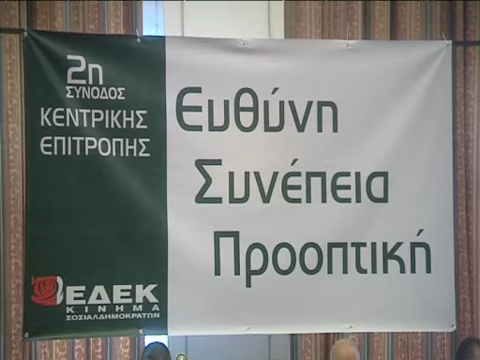 2η
ΣΥΝΟΔΟΣ
ΚΕΝΤΡΙΚΗΣ
ΕΠΙΤΡΟΠΗΣ
Ευθύνη
Συνέπεια
Προοπτική
ΕΔΕΚ
ΚΙΝΗΜΑ
ΣΟΣΙΑΛΔΗΜΟΚΡΑΤΩΝ